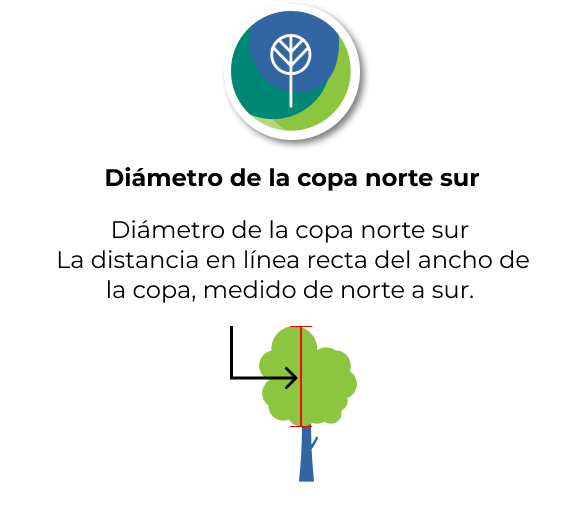 Diámetro de la copa norte sur
Diámetro de la copa norte sur
La distancia en línea recta del ancho de
la copa, medido de norte a sur.